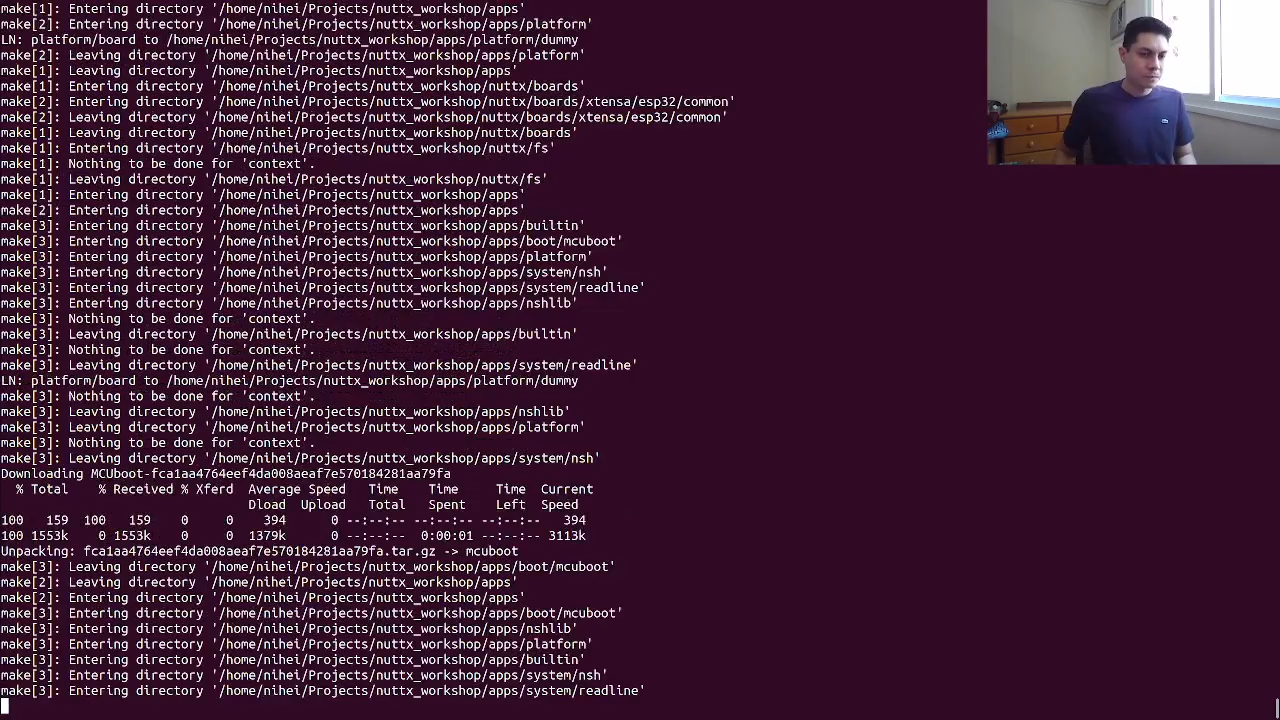 make[1]: Entering directory '/home/nihei/Projects/nuttx_workshop/apps'
make[2]: Entering directory '/home/nihei/Projects/nuttx_workshop/apps/platform'
LN: platform/board to /home/nihei/Projects/nuttx_workshop/apps/platform/dummy
make[2]: Leaving directory '/home/nihei/Projects/nuttx_workshop/apps/platform'
make[1]: Leaving directory '/home/nihei/Projects/nuttx_workshop/apps'
make[1]: Entering directory '/home/nihei/Projects/nuttx_workshop/nuttx/boards'
make[2]: Entering directory '/home/nihei/Projects/nuttx_workshop/nuttx/boards/xtensa/esp32/common'
make[2]: Leaving directory '/home/nihei/Projects/nuttx_workshop/nuttx/boards/xtensa/esp32/common'
make[1]: Leaving directory '/home/nihei/Projects/nuttx_workshop/nuttx/boards'
make[1]: Entering directory '/home/nihei/Projects/nuttx_workshop/nuttx/fs'
make[1]: Nothing to be done for 'context'.
make[1]: Leaving directory '/home/nihei/Projects/nuttx_workshop/nuttx/fs'
make[1]: Entering directory '/home/nihei/Projects/nuttx_workshop/apps'
make[2]: Entering directory '/home/nihei/Projects/nuttx_workshop/apps'
make[3]: Entering directory '/home/nihei/Projects/nuttx_workshop/apps/builtin'
make[3]: Entering directory '/home/nihei/Projects/nuttx_workshop/apps/boot/mcuboot'
make[3]: Entering directory '/home/nihei/Projects/nuttx_workshop/apps/platform'
make[3]: Entering directory '/home/nihei/Projects/nuttx_workshop/apps/system/nsh'
make[3]: Entering directory '/home/nihei/Projects/nuttx_workshop/apps/system/readline'
make[3]: Entering directory '/home/nihei/Projects/nuttx_workshop/apps/nshlib'
make[3]: Nothing to be done for 'context'.
make[3]: Leaving directory '/home/nihei/Projects/nuttx_workshop/apps/builtin'
make[3]: Nothing to be done for 'context'.
make[3]: Leaving directory '/home/nihei/Projects/nuttx_workshop/apps/system/readline'
LN: platform/board to /home/nihei/Projects/nuttx_workshop/apps/platform/dummy
make[3]: Nothing to be done for 'context'.
make[3]: Leaving directory '/home/nihei/Projects/nuttx_workshop/apps/nshlib'
make[3]: Leaving directory '/home/nihei/Projects/nuttx_workshop/apps/platform'
make[3]: Nothing to be done for 'context'.
make[3]: Leaving directory '/home/nihei/Projects/nuttx_workshop/apps/system/nsh'
Downloading MCUboot-fca1aa4764eef4da008aeaf7e570184281aa79fa
% Total    % Received % Xferd  Average Speed   Time    Time     Time  Current
Dload  Upload   Total   Spent    Left  Speed
100   159  100   159    0     0    394      0 --:--:-- --:--:-- --:--:--   394
100 1553k    0 1553k    0     0  1379k      0 --:--:--  0:00:01 --:--:-- 3113k
Unpacking: fca1aa4764eef4da008aeaf7e570184281aa79fa.tar.gz -> mcuboot
make[3]: Leaving directory '/home/nihei/Projects/nuttx_workshop/apps/boot/mcuboot'
make[2]: Leaving directory '/home/nihei/Projects/nuttx_workshop/apps'
make[2]: Entering directory '/home/nihei/Projects/nuttx_workshop/apps'
make[3]: Entering directory '/home/nihei/Projects/nuttx_workshop/apps/boot/mcuboot'
make[3]: Entering directory '/home/nihei/Projects/nuttx_workshop/apps/nshlib'
make[3]: Entering directory '/home/nihei/Projects/nuttx_workshop/apps/platform'
make[3]: Entering directory '/home/nihei/Projects/nuttx_workshop/apps/builtin'
make[3]: Entering directory '/home/nihei/Projects/nuttx_workshop/apps/system/nsh'
make[3]: Entering directory '/home/nihei/Projects/nuttx_workshop/apps/system/readline'